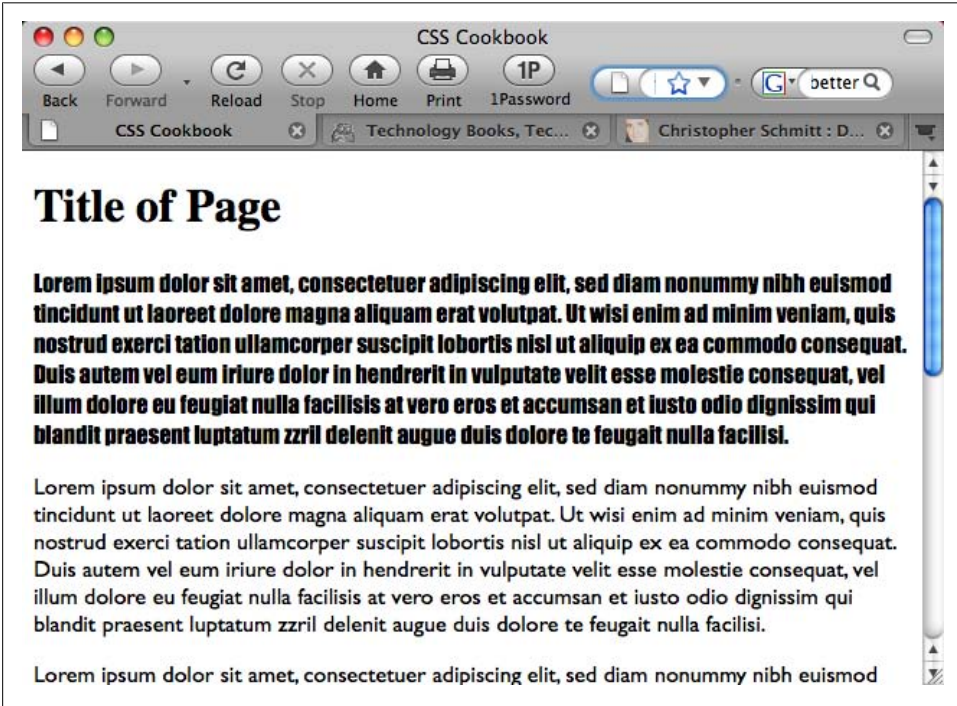 CSS Cookbook
1P
G better
Back Forward Reload Stop Home Print 1Password
CSS Cookbook Technology Books, Tec... Christopher Schmitt : D...
Title of Page
Lorem ipsum dolor sit amet, consectetuer adipiscing elit, sed diam nonummy nibh euismod
tincidunt ut laoreet dolore magna aliquam erat volutpat. Ut wisi enim ad minim veniam, quis
nostrud exerci tation ullamcorper suscipit lobortis nisl ut aliquip ex ea commodo consequat.
Duis autem vel eum iriure dolor in hendrerit in vulputate velit esse molestie consequat, vel
illum dolore eu feugiat nulla facilisis at vero eros et accumsan et iusto odio dignissim qui
blandit praesent luptatum zzril delenit augue duis dolore te feugait nulla facilisi.
Lorem ipsum dolor sit amet, consectetuer adipiscing elit, sed diam nonummy nibh euismod
tincidunt ut laoreet dolore magna aliquam erat volutpat. Ut wisi enim ad minim veniam, quis
nostrud exerci tation ullamcorper suscipit lobortis nisl ut aliquip ex ea commodo consequat.
Duis autem vel eum iriure dolor in hendrerit in vulputate velit esse molestie consequat, vel
illum dolore eu feugiat nulla facilisis at vero eros et accumsan et iusto odio dignissim qui
blandit praesent luptatum zzril delenit augue duis dolore te feugait nulla facilisi.
Lorem ipsum dolor sit amet, consectetuer adipiscing elit, sed diam nonummy nibh euismod